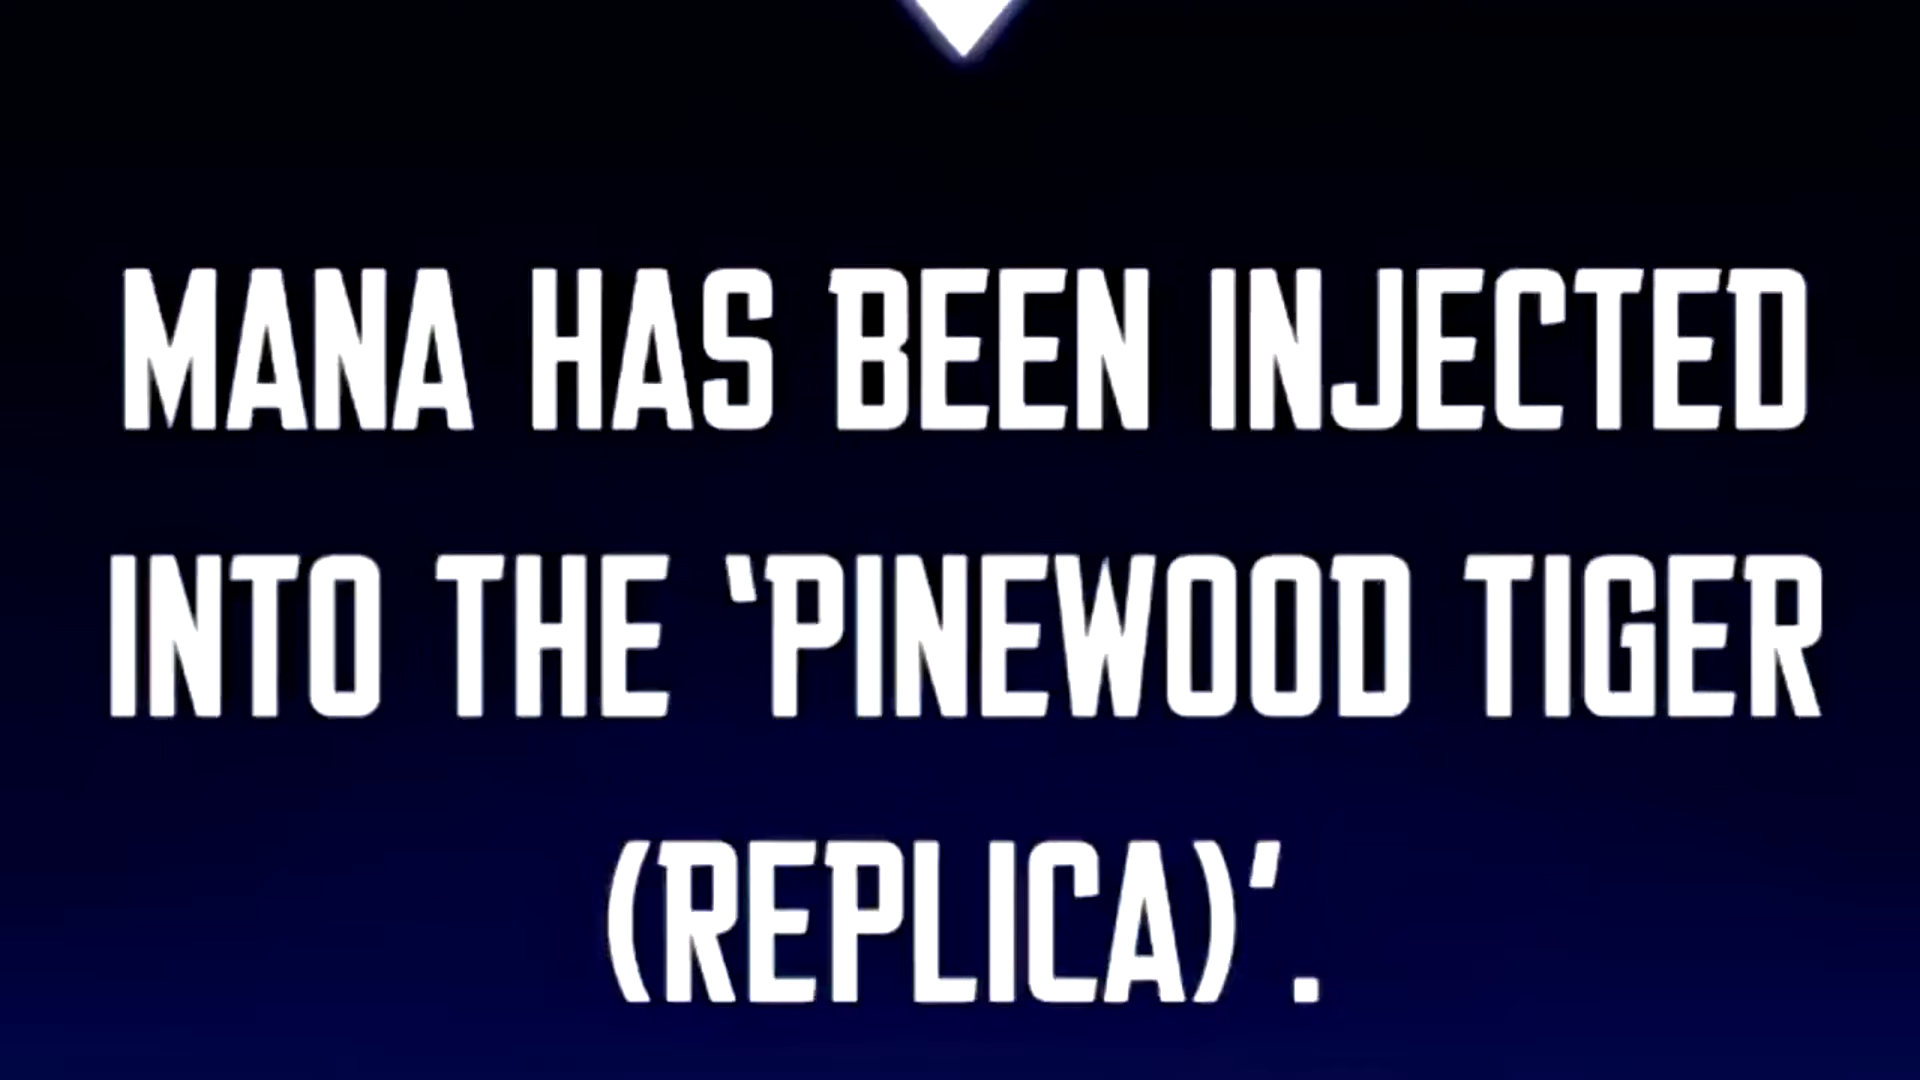 MANA HAS BEEN INJECTED
INTO THE ‘PINEWOOD TIGER
(REPLICA)’.